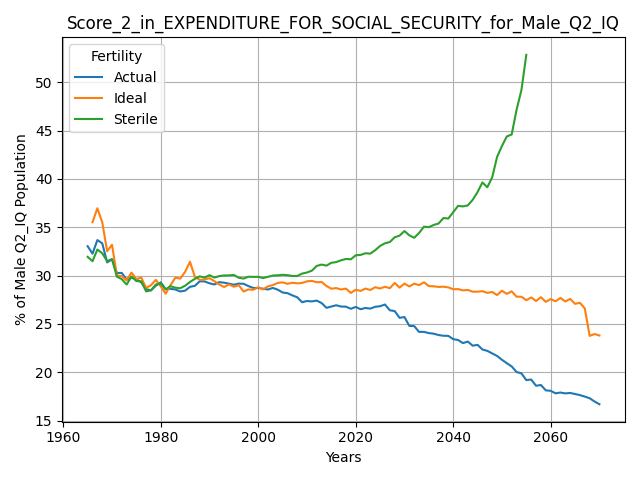 Score_2_in_EXPENDITURE_FOR_SOCIAL_SECURITY_for_Male_Q2_IQ
Fertility
Actual
Ideal
Sterile
% of Male Q2_IQ Population
50
45
40
35
30
25
20
15
1960 1980 2000 2020 2040 2060
Years